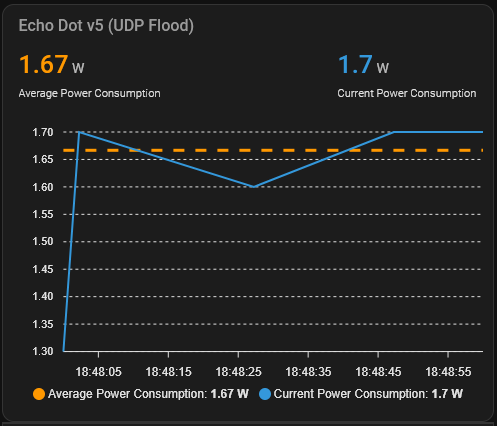 Echo Dot v5 (UDP Flood)
1.67 W
1.7 W
Average Power Consumption
Current Power Consumption
1.70
1.65
1.60
1.55
1.50
1.45
1.40
1.35
1.30
18:48:05 18:48:15 18:48:25 18:48:35 18:48:45 18:48:55
Average Power Consumption: 1.67 W Current Power Consumption: 1.7 W